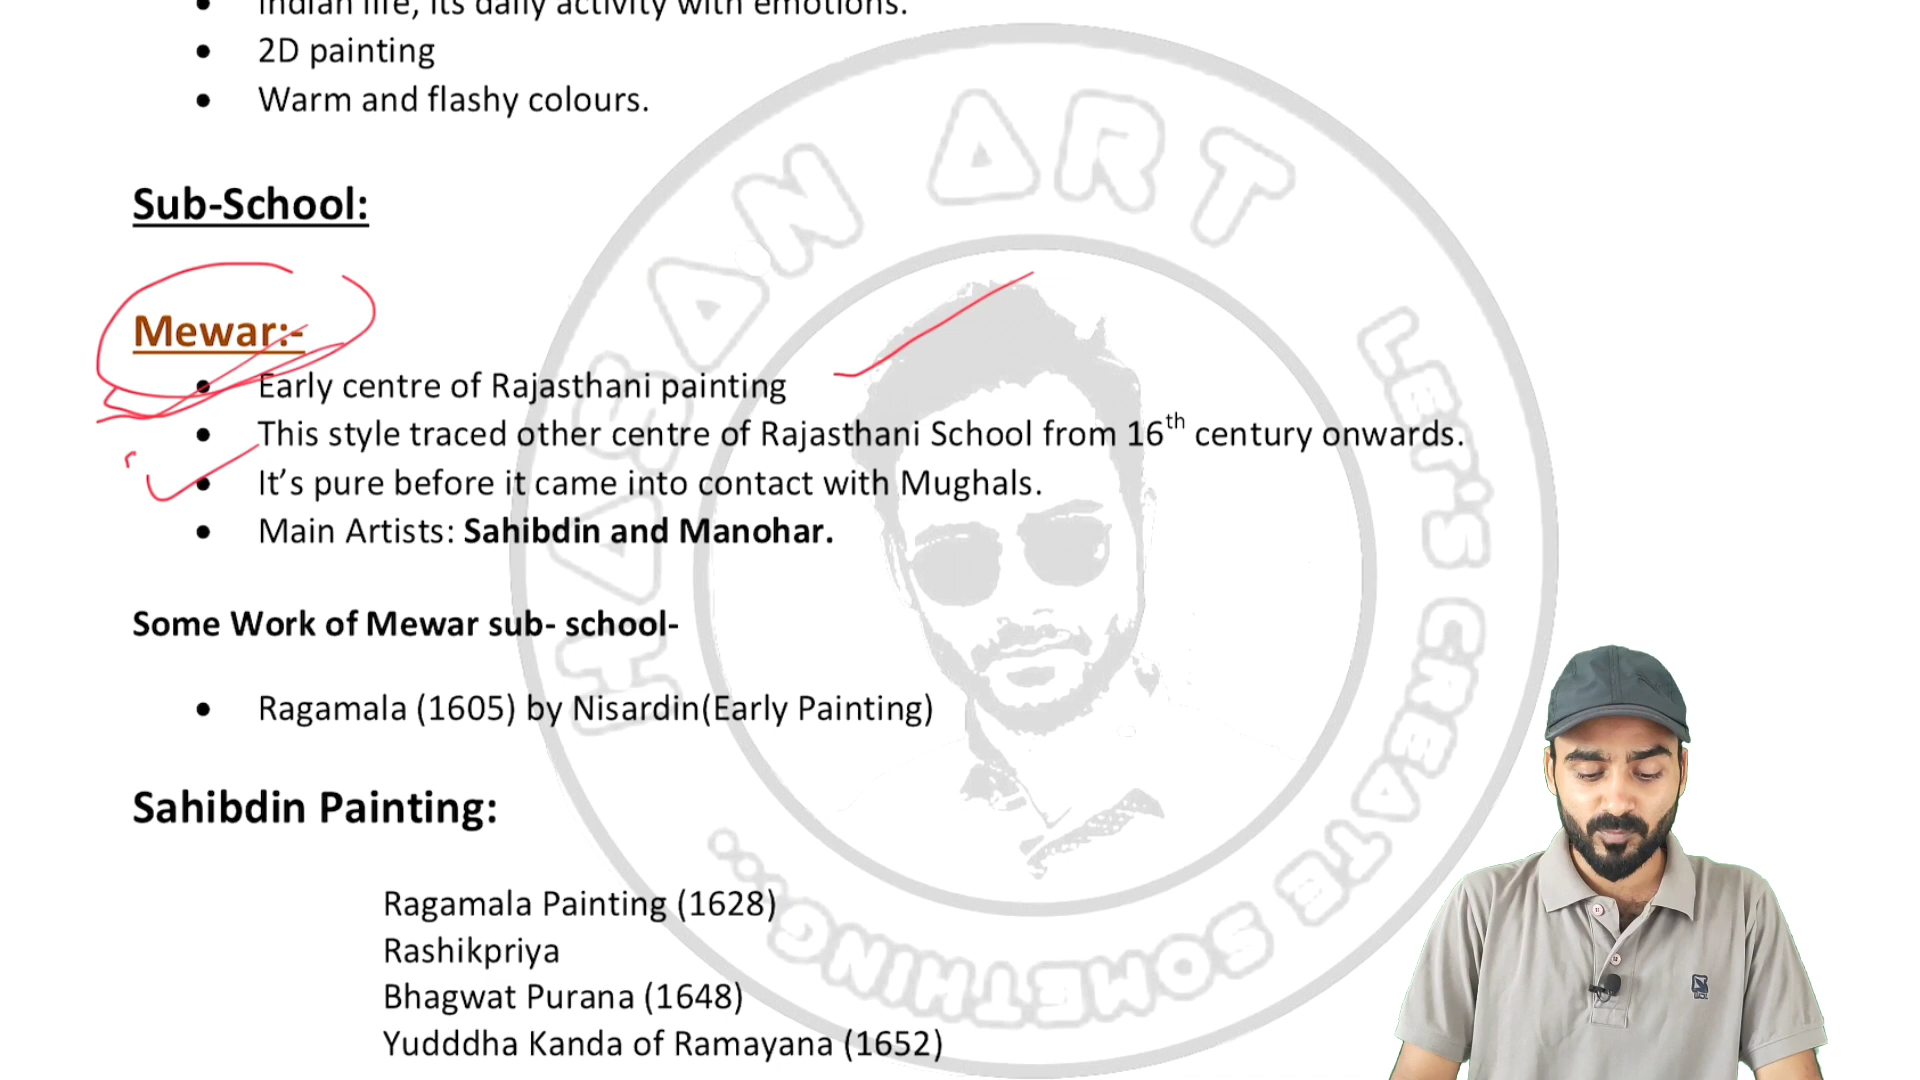 Indian life, its daily activity with emotions.
• 2D painting
• Warm and flashy colours.
Sub-School:
Mewar:-
• Early centre of Rajasthani painting
• This style traced other centre of Rajasthani School from 16th century onwards.
• It’s pure before it came into contact with Mughals.
• Main Artists: Sahibdin and Manohar.
Some Work of Mewar sub- school-
• Ragamala (1605) by Nisardin(Early Painting)
Sahibdin Painting:
Ragamala Painting (1628)
Rashikpriya
Bhagwat Purana (1648)
Yudddha Kanda of Ramayana (1652)
HASAN ART
LET'S CREATE SOMETHING...